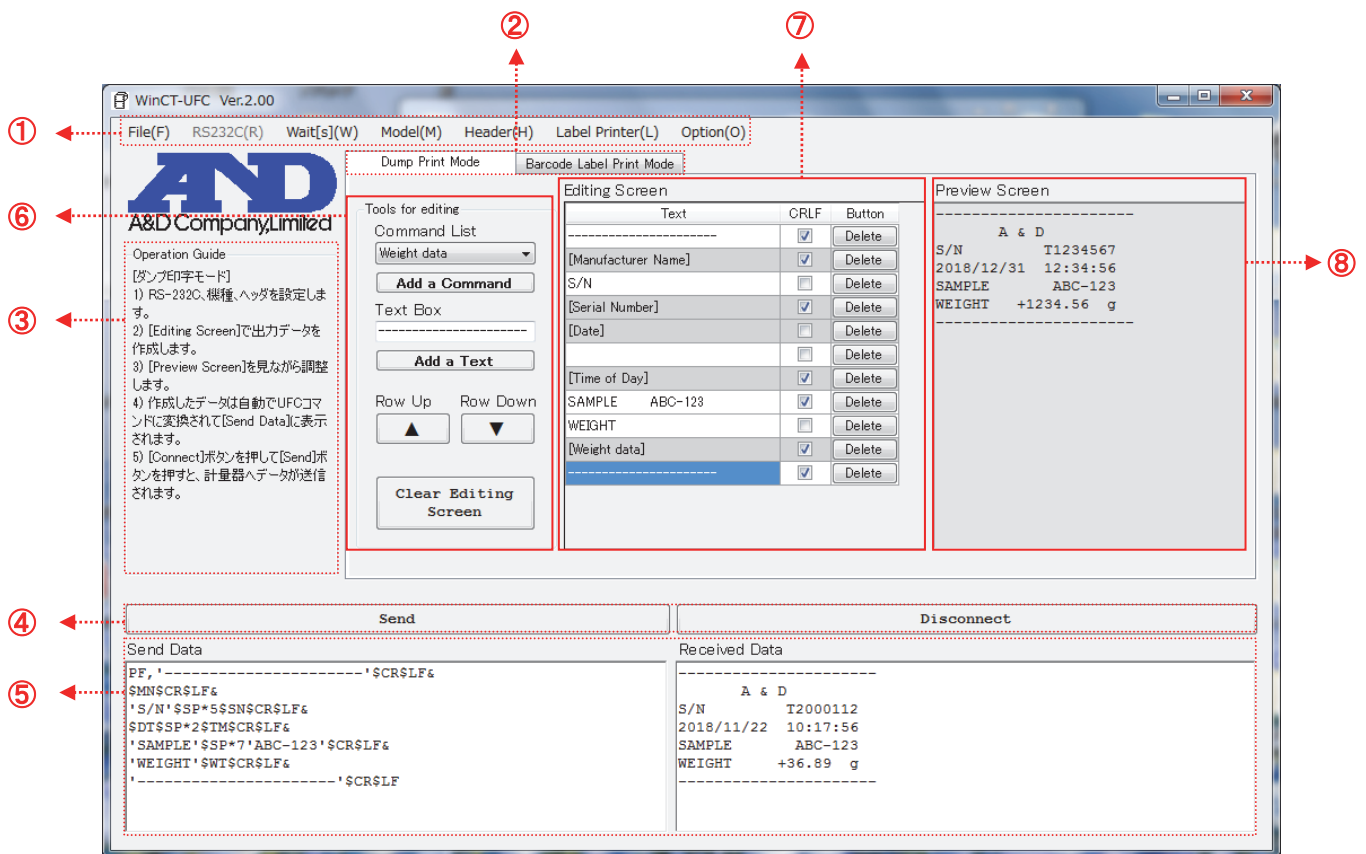 ②
⑦
WinCT-UFC Ver.2.00
①
File(F) RS232C(R) Wait[s](W) Model(M) Header(H) Label Printer(L) Option(O)
AND
A&D Company,Limited
Dump Print Mode
Barcode Label Print Mode
⑥
Tools for editing
Command List
Weight data
Add a Command
Text Box
----------------------
Add a Text
Row Up Row Down
▲ ▼
Clear Editing
Screen
Editing Screen
Text CRLF Button
---------------------- Delete
[Manufacturer Name] Delete
S/N Delete
[Serial Number] Delete
[Date] Delete
Delete
[Time of Day] Delete
SAMPLE ABC-123 Delete
WEIGHT Delete
[Weight data] Delete
---------------------- Delete
Preview Screen
----------------------
A & D
S/N T1234567
2018/12/31 12:34:56
SAMPLE ABC-123
WEIGHT +1234.56 g
----------------------
⑧
③
Operation Guide
[ダンプ印字モード]
1) RS-232C、機種、ヘッダを設定しま
す。
2) [Editing Screen]で出力データを
作成します。
3) [Preview Screen]を見ながら調整
します。
4) 作成したデータは自動でUFCコマ
ンドに変換されて[Send Data]に表示
されます。
5) [Connect]ボタンを押して[Send]ボ
タンを押すと、計量器へデータが送信
されます。
④
Send
Disconnect
⑤
Send Data
PF,'----------------------'$CR$LF&
$MN$CR$LF&
'S/N'$SP*5$SN$CR$LF&
$DT$SP*2$TM$CR$LF&
'SAMPLE'$SP*7'ABC-123'$CR$LF&
'WEIGHT'$WT$CR$LF&
'----------------------'$CR$LF
Received Data
----------------------
A & D
S/N T2000112
2018/11/22 10:17:56
SAMPLE ABC-123
WEIGHT +36.89 g
----------------------